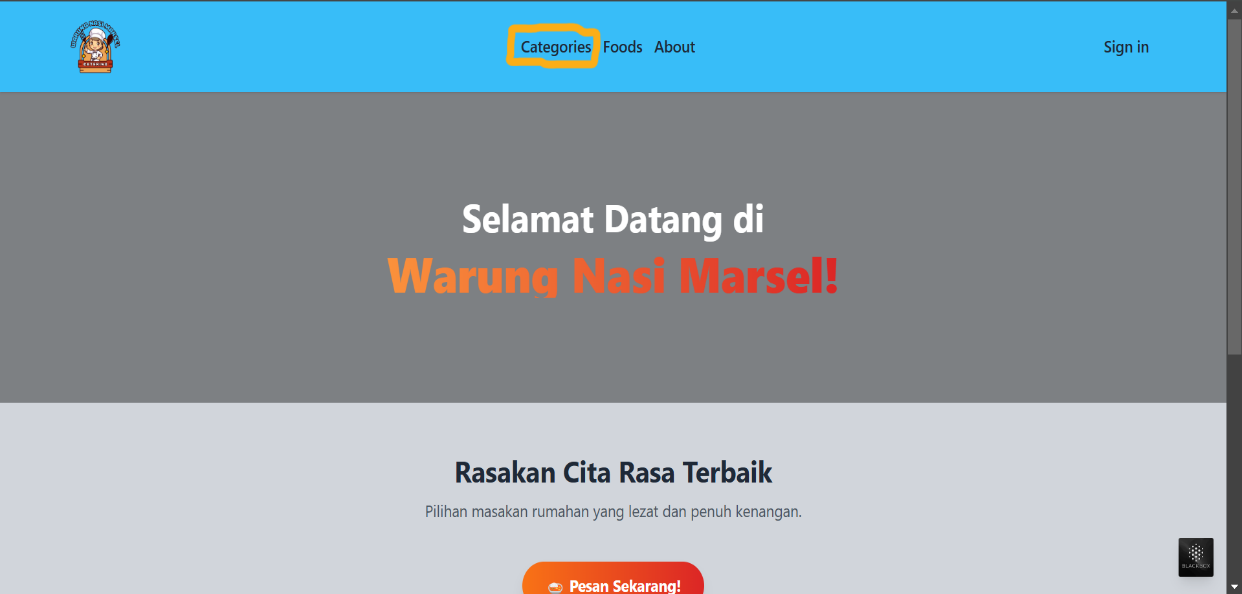 Categories Foods About
Sign in
Selamat Datang di
Warung Nasi Marsel!
Rasakan Cita Rasa Terbaik
Pilihan masakan rumahan yang lezat dan penuh kenangan.
Pesan Sekarang!
BLACKBOX